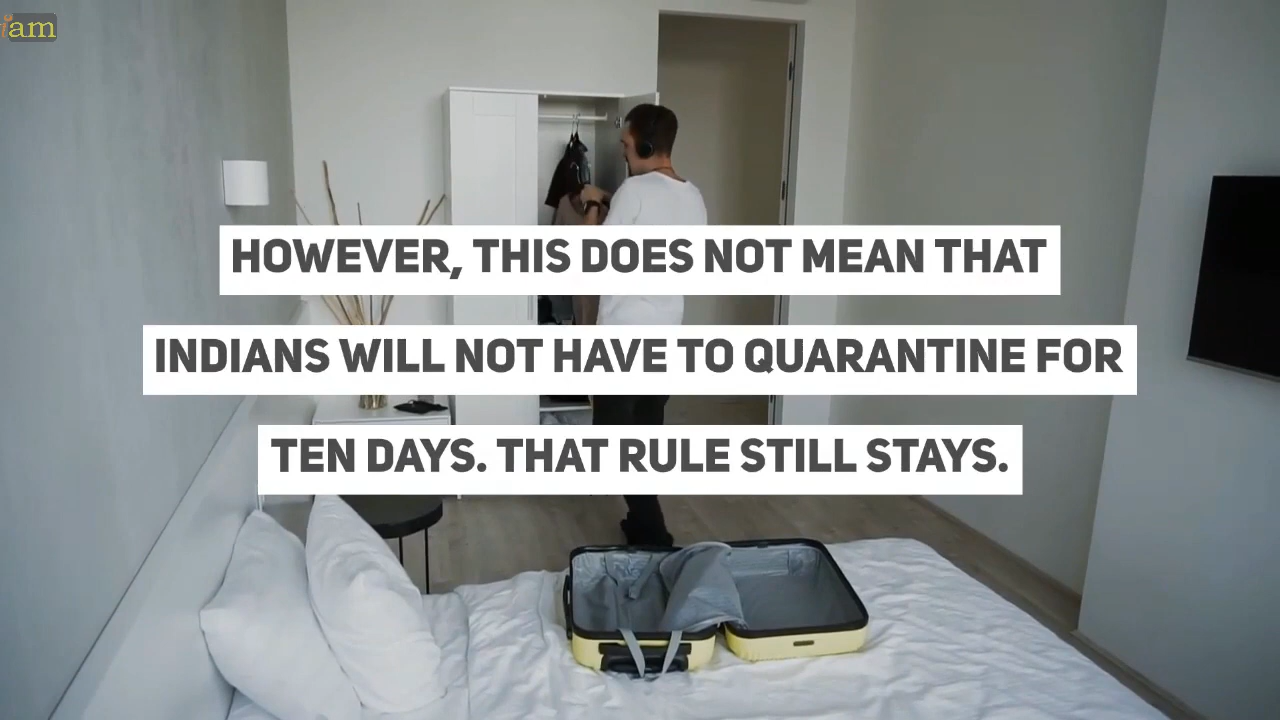 iam
HOWEVER, THIS DOES NOT MEAN THAT
INDIANS WILL NOT HAVE TO QUARANTINE FOR
TEN DAYS. THAT RULE STILL STAYS.